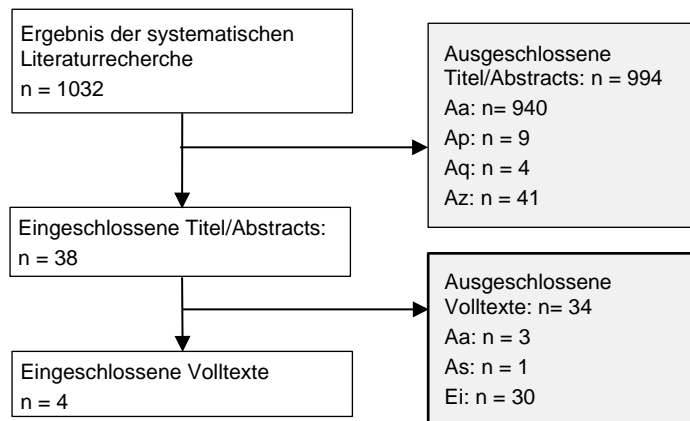 Ergebnis der systematischen
Literaturrecherche
n = 1032
Ausgeschlossene
Titel/Abstracts: n = 994
Aa: n= 940
Ap: n = 9
Aq: n = 4
Az: n = 41
Eingeschlossene Titel/Abstracts:
n = 38
Ausgeschlossene
Volltexte: n= 34
Aa: n = 3
As: n = 1
Ei: n = 30
Eingeschlossene Volltexte
n = 4